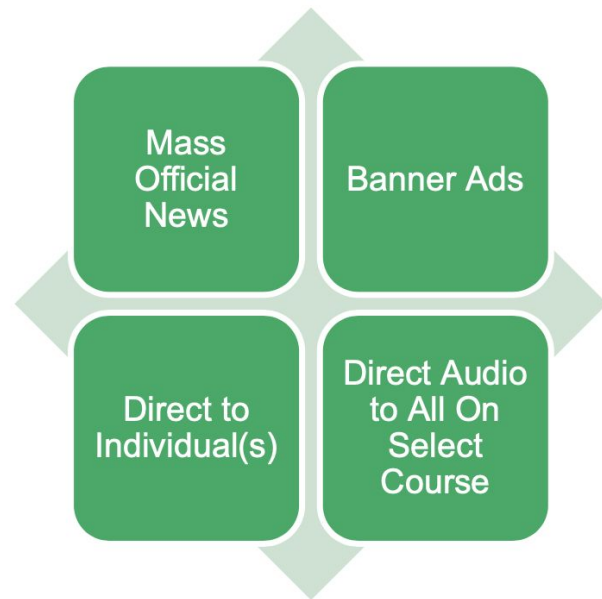 Mass
Official
News
Banner Ads
Direct to
Individual(s)
Direct Audio
to All On
Select
Course